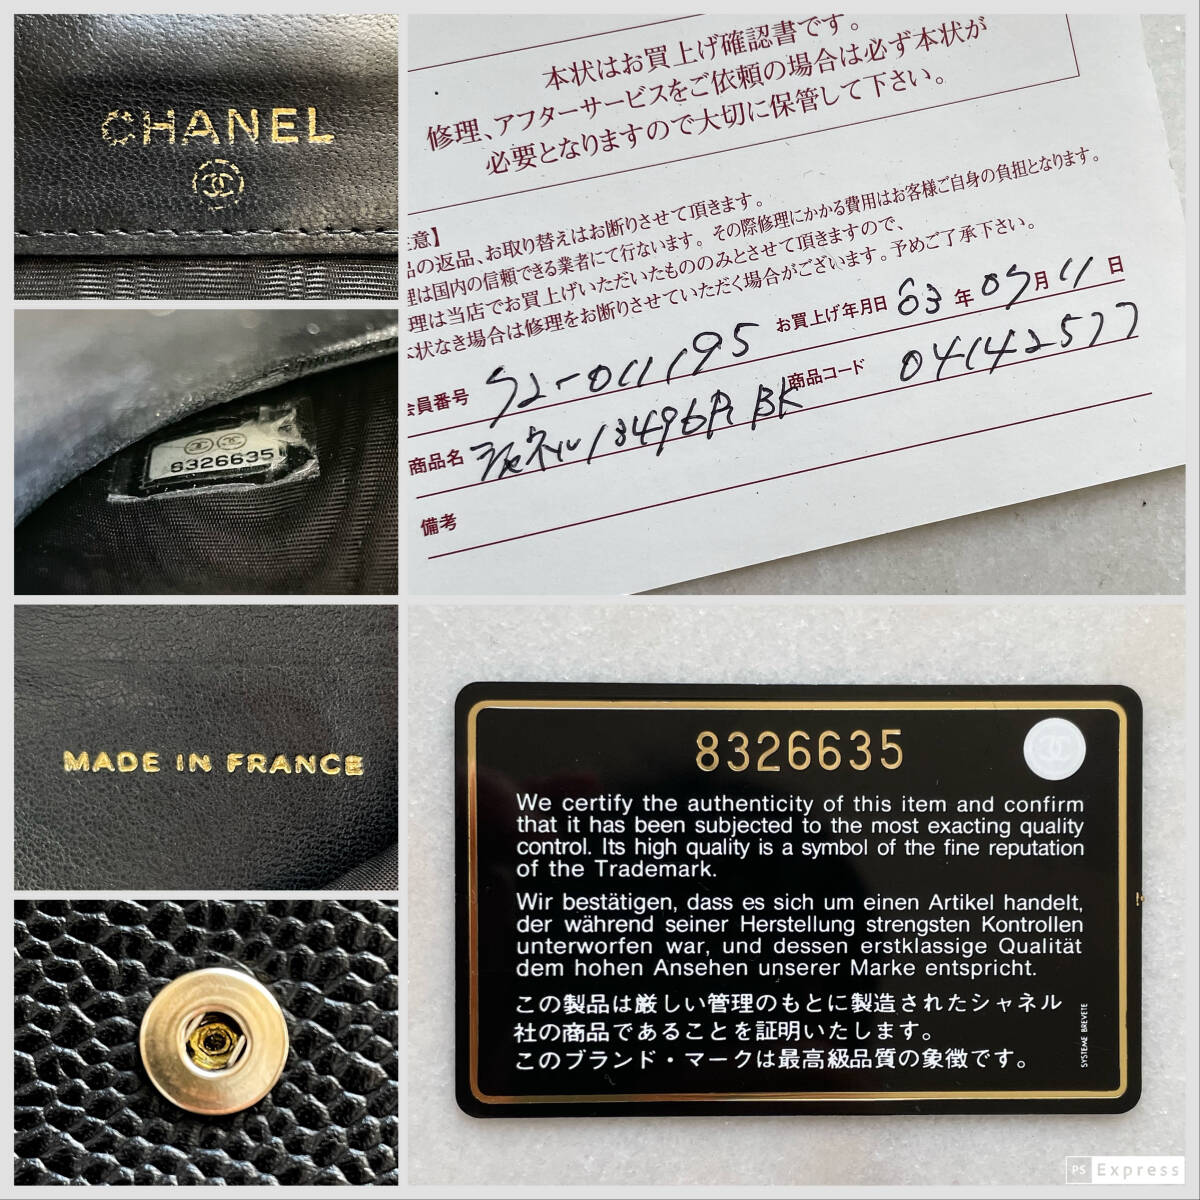 CHANEL
本状はお買上げ確認書です。
修理、アフターサービスをご依頼の場合は必ず本状が
必要となりますので大切に保管して下さい。
意】
品の返品、お取り替えはお断りさせて頂きます。
理は国内の信頼できる業者にて行ないます。その際修理にかかる費用はお客様ご自身の負担となります。
理は当店でお買上げいただいたもののみとさせて頂きますので、
本状なき場合は修理をお断りさせていただく場合がございます。予めご了承下さい。
お買上げ年月日 03年07月11日
会員番号 92-011195
商品コード 04142577
商品名 シャネル13496A BK
備考
8326635
MADE IN FRANCE
8326635
We certify the authenticity of this item and confirm
that it has been subjected to the most exacting quality
control. Its high quality is a symbol of the fine reputation
of the Trademark.
Wir bestätigen, dass es sich um einen Artikel handelt,
der während seiner Herstellung strengsten Kontrollen
unterworfen war, und dessen erstklassige Qualität
dem hohen Ansehen unserer Marke entspricht.
この製品は厳しい管理のもとに製造されたシャネル
社の商品であることを証明いたします。
このブランド・マークは最高級品質の象徴です。
SYSTEME BREVETE
PS Express